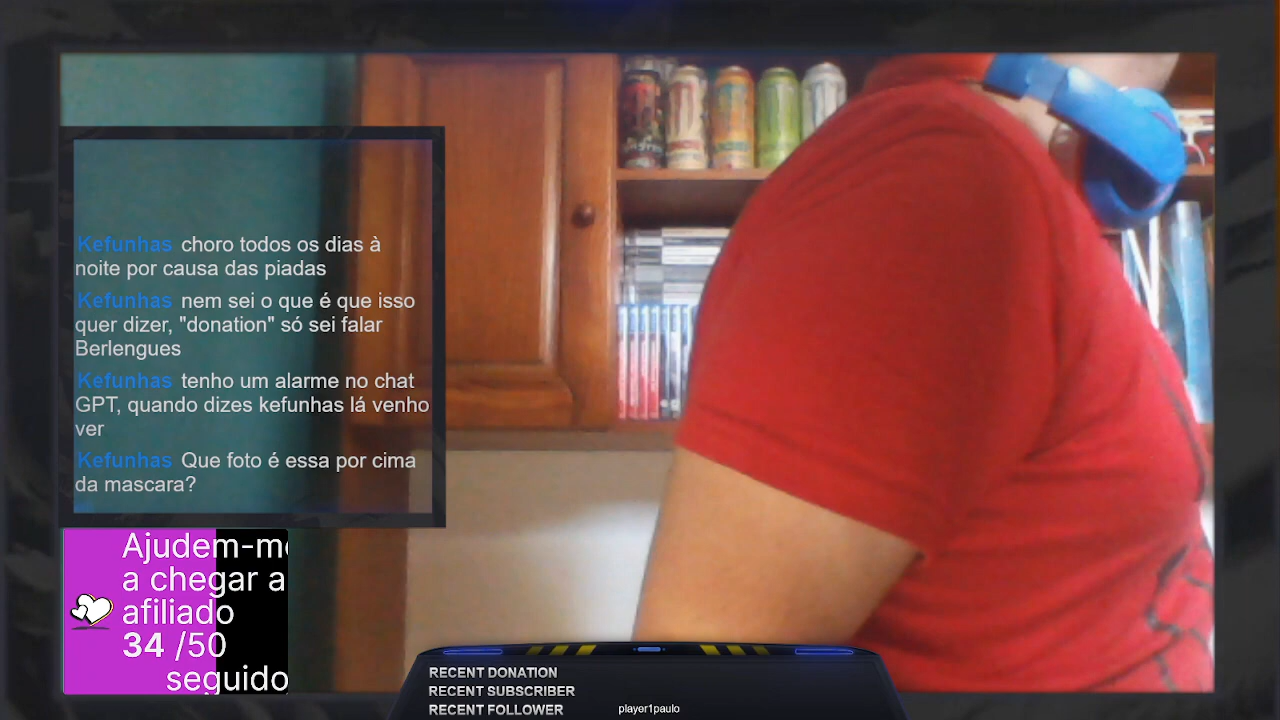 Kefunhas choro todos os dias à
noite por causa das piadas
Kefunhas nem sei o que é que isso
quer dizer, "donation" só sei falar
Berlengues
Kefunhas tenho um alarme no chat
GPT, quando dizes kefunhas lá venho
ver
Kefunhas Que foto é essa por cima
da mascara?
Ajudem-me
a chegar a
afiliado
34 /50
seguido
RECENT DONATION
RECENT SUBSCRIBER
RECENT FOLLOWER player1paulo